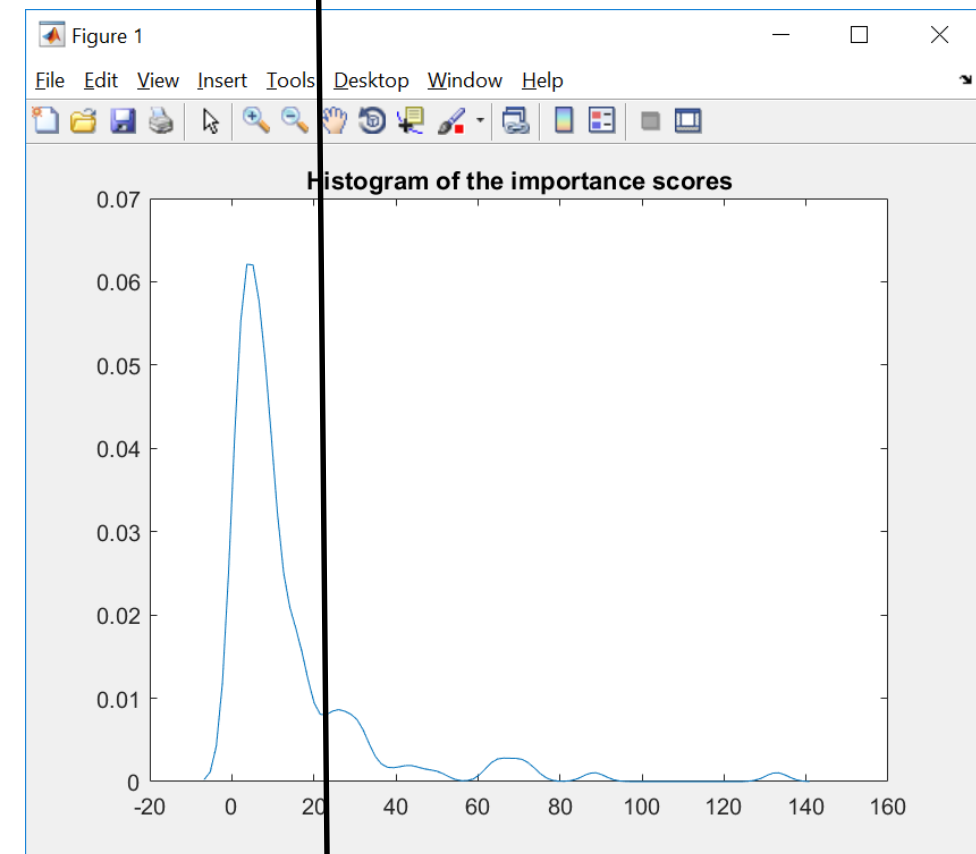 Figure 1
File Edit View Insert Tools Desktop Window Help
Histogram of the importance scores
0.07
0.06
0.05
0.04
0.03
0.02
0.01
0
-20 0 20 40 60 80 100 120 140 160